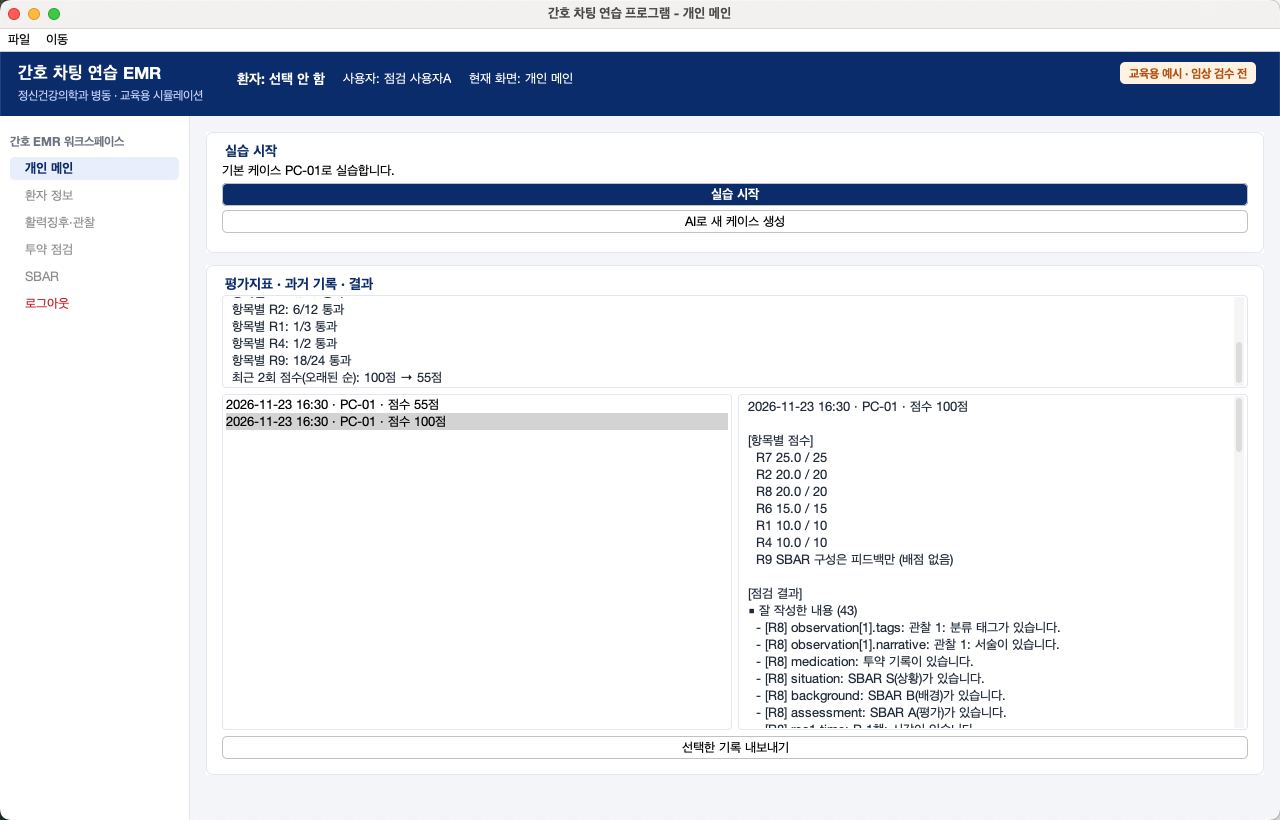 간호 차팅 연습 프로그램 - 개인 메인
파일 이동
간호 차팅 연습 EMR
정신건강의학과 병동 · 교육용 시뮬레이션
환자: 선택 안 함 사용자: 점검 사용자A 현재 화면: 개인 메인
교육용 예시 · 임상 검수 전
간호 EMR 워크스페이스
개인 메인
환자 정보
활력징후·관찰
투약 점검
SBAR
로그아웃
실습 시작
기본 케이스 PC-01로 실습합니다.
실습 시작
AI로 새 케이스 생성
평가지표 · 과거 기록 · 결과
항목별 R2: 6/12 통과
항목별 R1: 1/3 통과
항목별 R4: 1/2 통과
항목별 R9: 18/24 통과
최근 2회 점수(오래된 순): 100점 → 55점
2026-11-23 16:30 · PC-01 · 점수 55점
2026-11-23 16:30 · PC-01 · 점수 100점
2026-11-23 16:30 · PC-01 · 점수 100점
[항목별 점수]
R7 25.0 / 25
R2 20.0 / 20
R8 20.0 / 20
R6 15.0 / 15
R1 10.0 / 10
R4 10.0 / 10
R9 SBAR 구성은 피드백만 (배점 없음)
[점검 결과]
▪ 잘 작성한 내용 (43)
- [R8] observation[1].tags: 관찰 1: 분류 태그가 있습니다.
- [R8] observation[1].narrative: 관찰 1: 서술이 있습니다.
- [R8] medication: 투약 기록이 있습니다.
- [R8] situation: SBAR S(상황)가 있습니다.
- [R8] background: SBAR B(배경)가 있습니다.
- [R8] assessment: SBAR A(평가)가 있습니다.
선택한 기록 내보내기